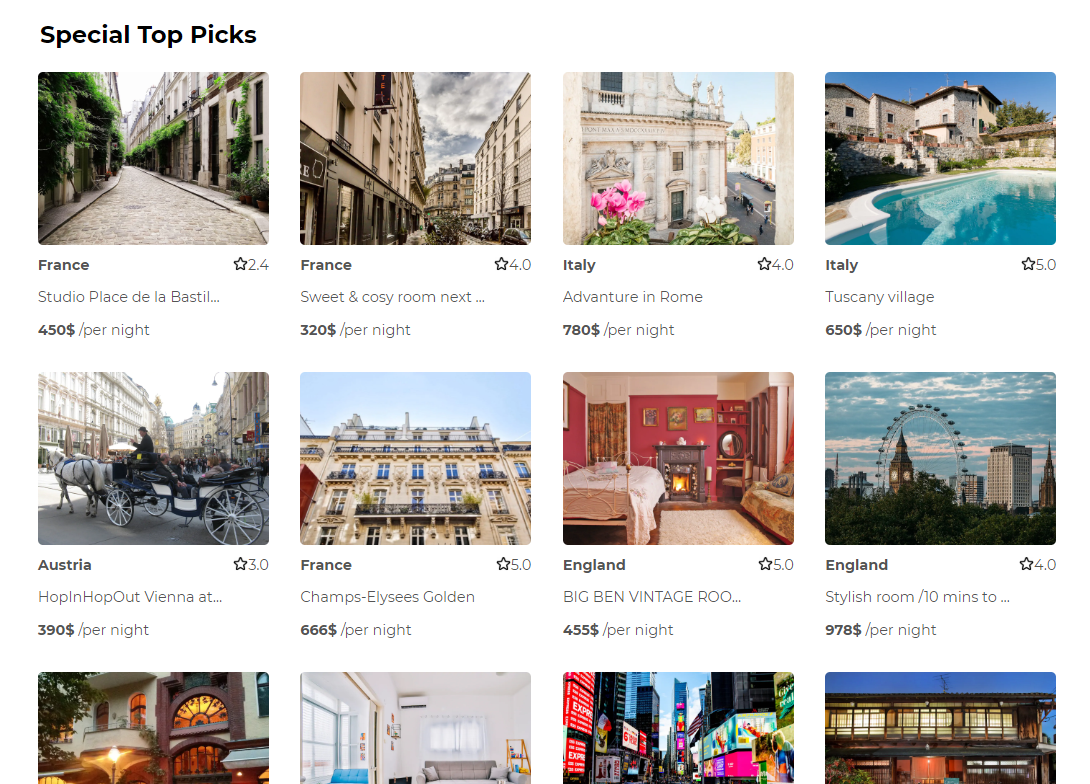 Special Top Picks
France
2.4
Studio Place de la Bastil...
450$ /per night
France
4.0
Sweet & cosy room next ...
320$ /per night
Italy
4.0
Advanture in Rome
780$ /per night
Italy
5.0
Tuscany village
650$ /per night
Austria
3.0
HopInHopOut Vienna at...
390$ /per night
France
5.0
Champs-Elysees Golden
666$ /per night
England
5.0
BIG BEN VINTAGE ROO...
455$ /per night
England
4.0
Stylish room /10 mins to ...
978$ /per night